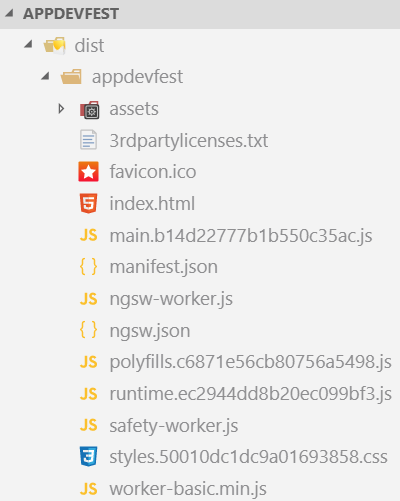 APPDEVFEST
dist
appdevfest
assets
3rdpartylicenses.txt
favicon.ico
index.html
JS main.b14d22777b1b550c35ac.js
{ } manifest.json
JS ngsw-worker.js
{ } ngsw.json
JS polyfills.c6871e56cb80756a5498.js
JS runtime.ec2944dd8b20ec099bf3.js
JS safety-worker.js
styles.50010dc1dc9a01693858.css
JS worker-basic.min.js